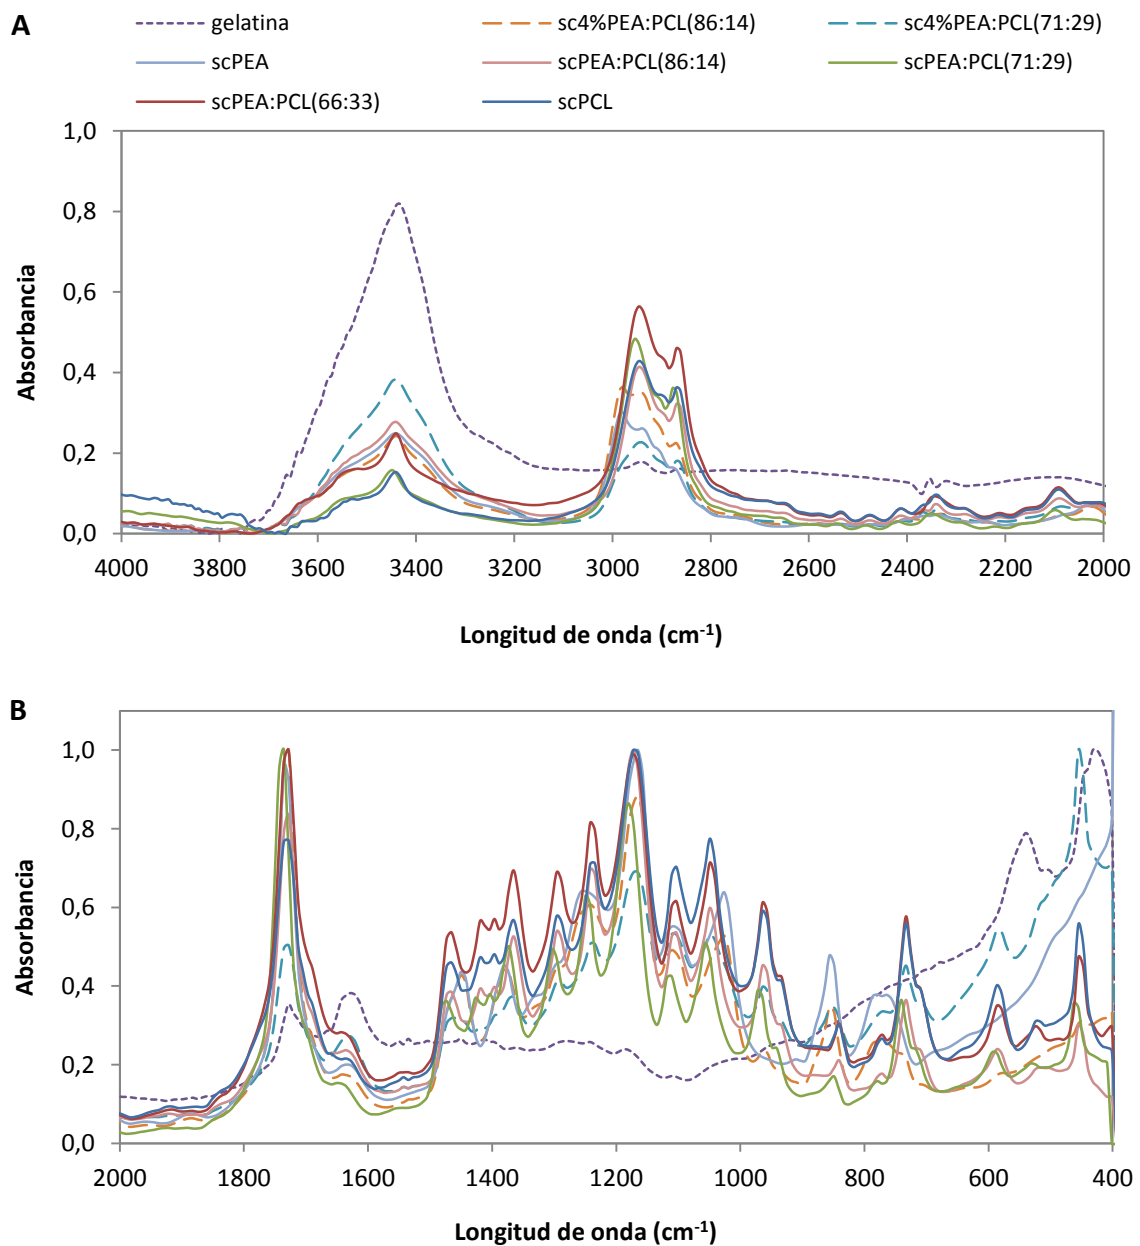 A
gelatina sc4%PEA:PCL(86:14) sc4%PEA:PCL(71:29)
scPEA scPEA:PCL(86:14) scPEA:PCL(71:29)
scPEA:PCL(66:33) scPCL
1,0
0,8
0,6
0,4
0,2
0,0
Absorbancia
4000 3800 3600 3400 3200 3000 2800 2600 2400 2200 2000
Longitud de onda (cm-1)
B
1,0
0,8
0,6
0,4
0,2
0,0
Absorbancia
2000 1800 1600 1400 1200 1000 800 600 400
Longitud de onda (cm-1)